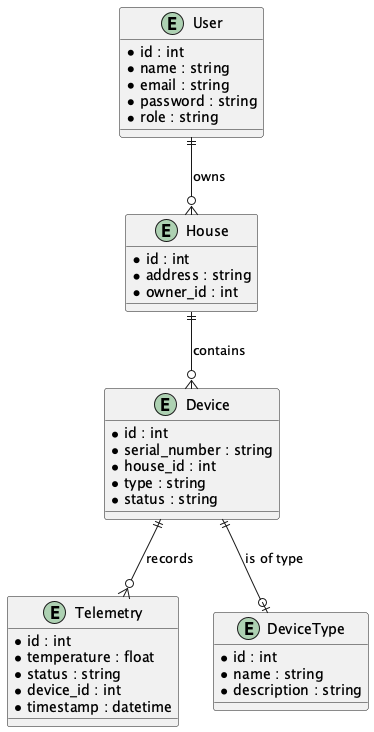 E User
* id : int
* name : string
* email : string
* password : string
* role : string
owns
E House
* id : int
* address : string
* owner_id : int
contains
E Device
* id : int
* serial_number : string
* house_id : int
* type : string
* status : string
records
is of type
E Telemetry
* id : int
* temperature : float
* status : string
* device_id : int
* timestamp : datetime
E DeviceType
* id : int
* name : string
* description : string